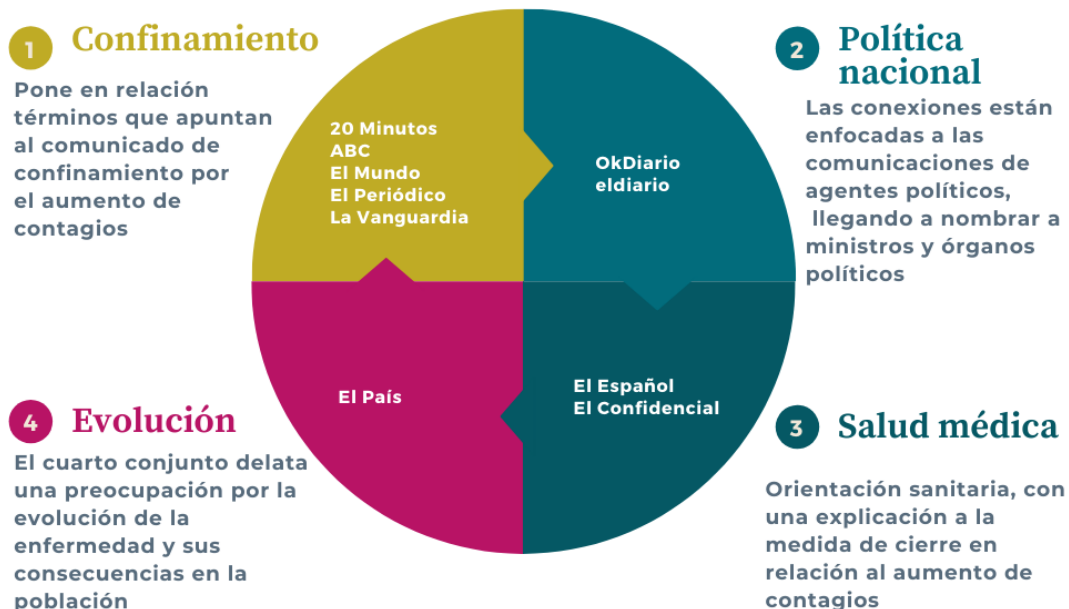 1 Confinamiento
Pone en relación
términos que apuntan
al comunicado de
confinamiento por
el aumento de
contagios
20 Minutos
ABC
El Mundo
El Periódico
La Vanguardia
2 Política
nacional
Las conexiones están
enfocadas a las
comunicaciones de
agentes políticos,
llegando a nombrar a
ministros y órganos
políticos
OkDiario
eldiario
3 Salud médica
Orientación sanitaria, con
una explicación a la
medida de cierre en
relación al aumento de
contagios
El Español
El Confidencial
4 Evolución
El cuarto conjunto delata
una preocupación por la
evolución de la
enfermedad y sus
consecuencias en la
población
El País